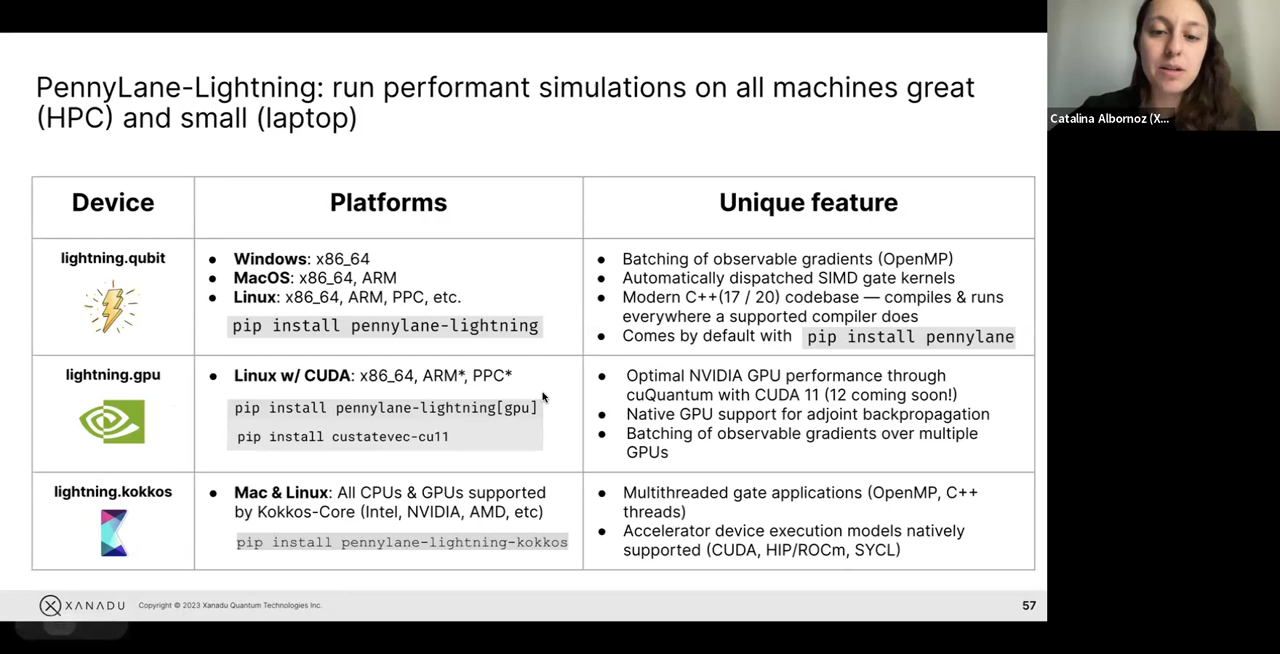 PennyLane-Lightning: run performant simulations on all machines great
(HPC) and small (laptop)
Catalina Albornoz (X...
Device
Platforms
Unique feature
lightning.qubit
● Windows: x86_64
● MacOS: x86_64, ARM
● Linux: x86_64, ARM, PPC, etc.
pip install pennylane-lightning
● Batching of observable gradients (OpenMP)
● Automatically dispatched SIMD gate kernels
● Modern C++(17 / 20) codebase — compiles & runs
everywhere a supported compiler does
● Comes by default with pip install pennylane
lightning.gpu
● Linux w/ CUDA: x86_64, ARM*, PPC*
pip install pennylane-lightning[gpu]
pip install custatevec-cu11
● Optimal NVIDIA GPU performance through
cuQuantum with CUDA 11 (12 coming soon!)
● Native GPU support for adjoint backpropagation
● Batching of observable gradients over multiple
GPUs
lightning.kokkos
● Mac & Linux: All CPUs & GPUs supported
by Kokkos-Core (Intel, NVIDIA, AMD, etc)
pip install pennylane-lightning-kokkos
● Multithreaded gate applications (OpenMP, C++
threads)
● Accelerator device execution models natively
supported (CUDA, HIP/ROCm, SYCL)
XANADU
Copyright © 2023 Xanadu Quantum Technologies Inc.
57